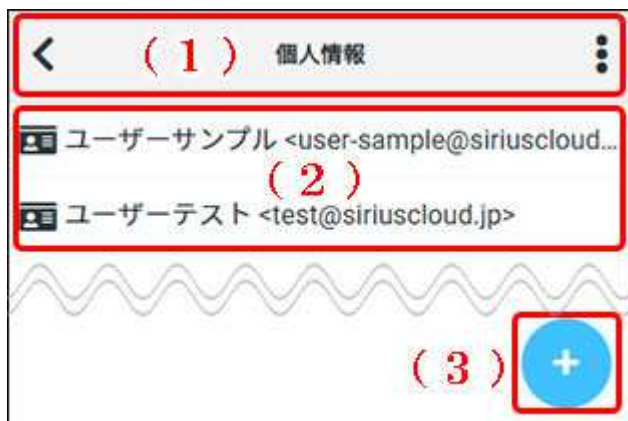 （1） 個人情報
ユーザーサンプル <user-sample@siriuscloud...
（2）
ユーザーテスト <test@siriuscloud.jp>
（3） +